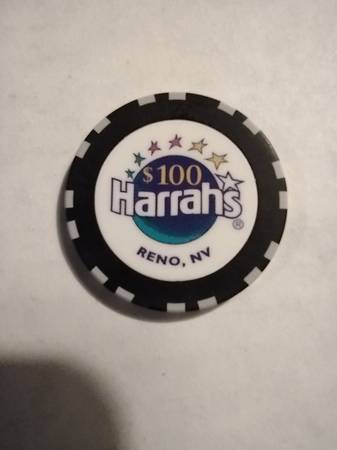 $100
Harrah's®
RENO, NV